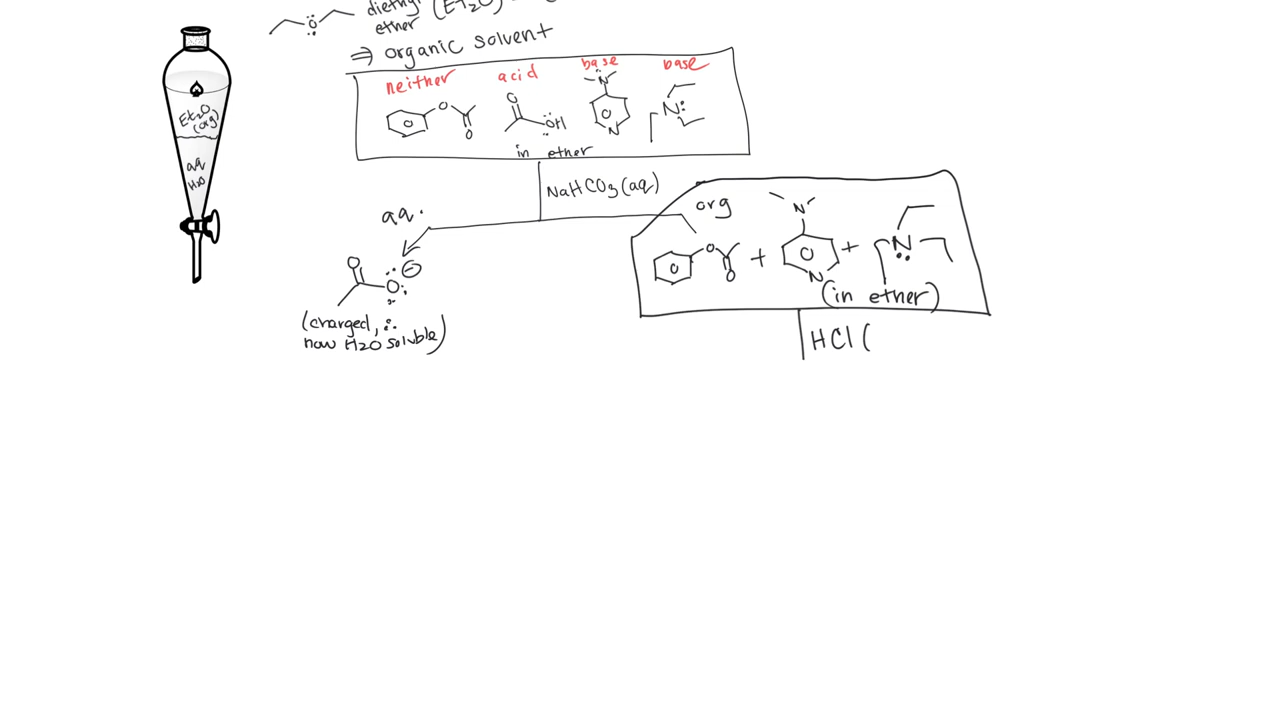 diethyl (Et2O)
ether
⇒ organic solvent
neither acid base base
in ether
Et2O
(org)
aq
H2O
NaHCO3(aq)
aq.
org
(in ether)
(charged, ∴
now H2O soluble)
HCl (